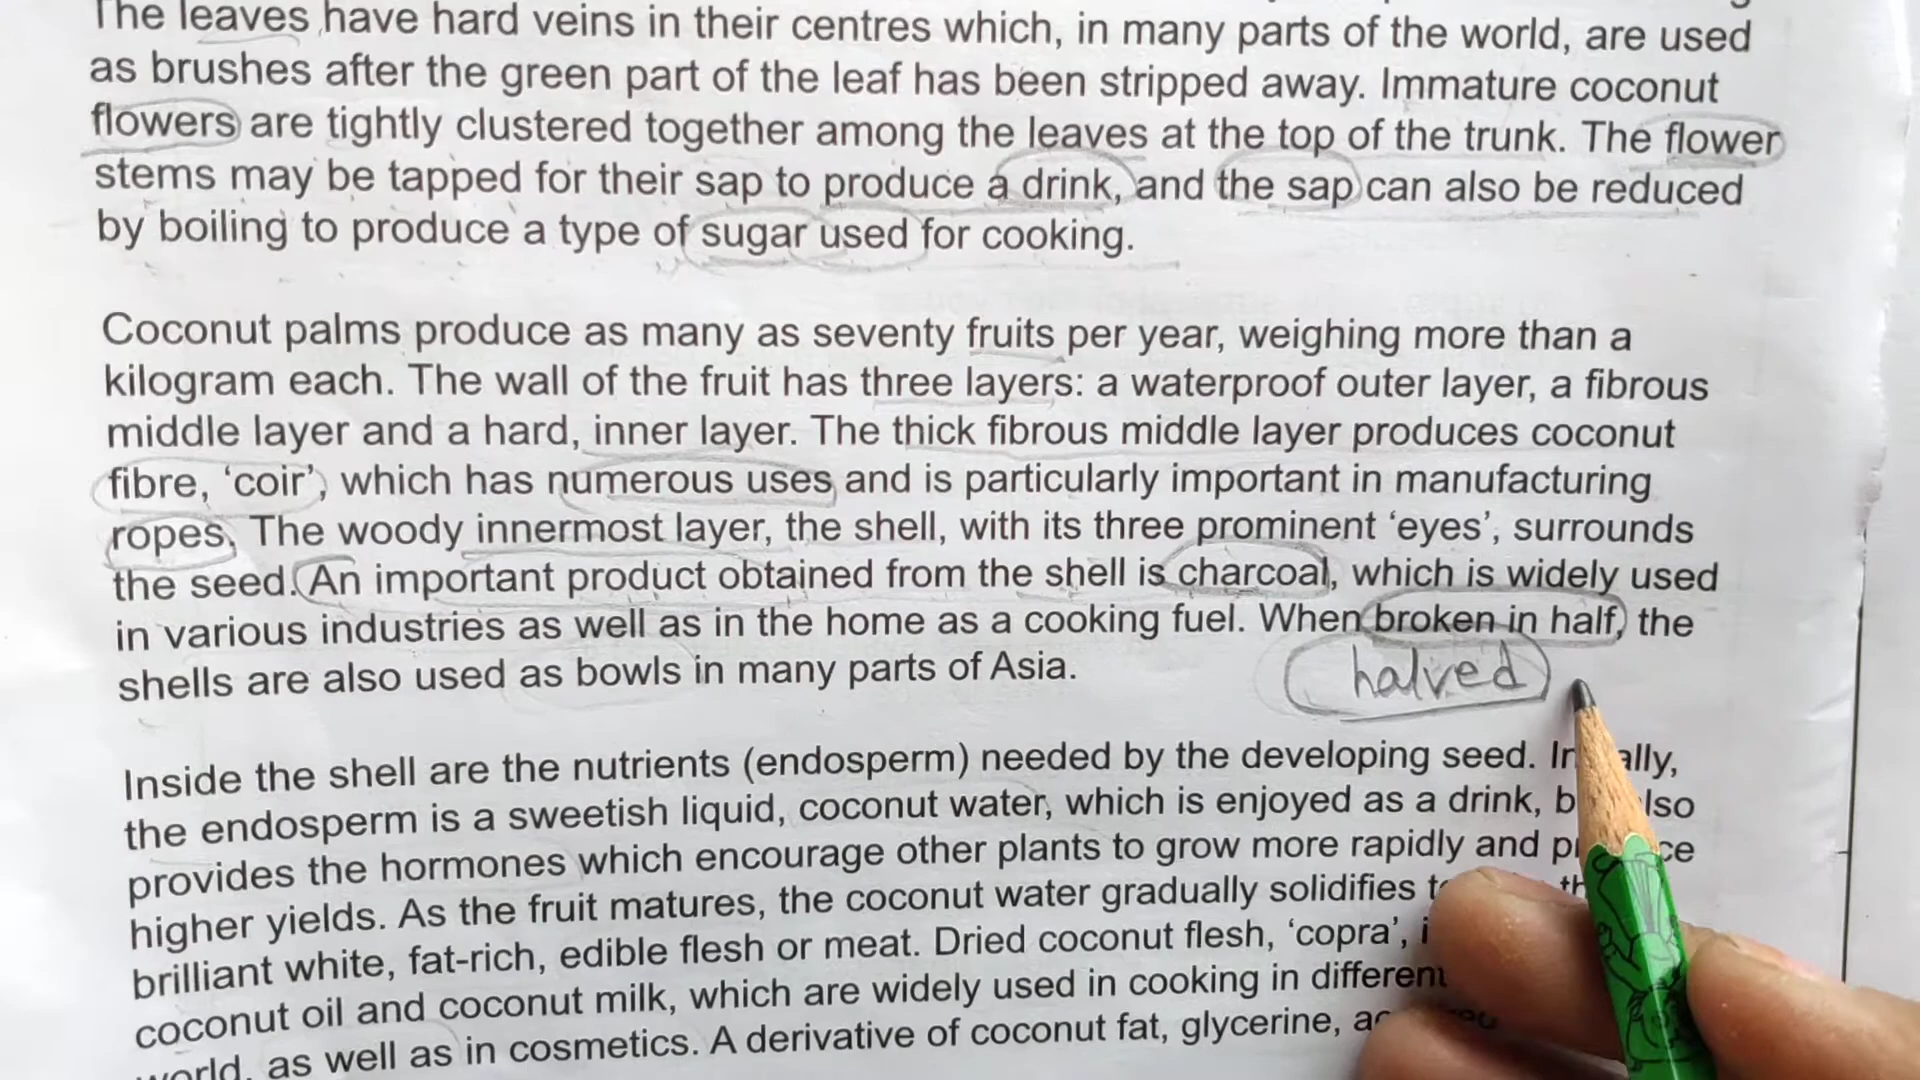 The leaves have hard veins in their centres which, in many parts of the world, are used
as brushes after the green part of the leaf has been stripped away. Immature coconut
flowers are tightly clustered together among the leaves at the top of the trunk. The flower
stems may be tapped for their sap to produce a drink, and the sap can also be reduced
by boiling to produce a type of sugar used for cooking.
Coconut palms produce as many as seventy fruits per year, weighing more than a
kilogram each. The wall of the fruit has three layers: a waterproof outer layer, a fibrous
middle layer and a hard, inner layer. The thick fibrous middle layer produces coconut
fibre, ‘coir’, which has numerous uses and is particularly important in manufacturing
ropes. The woody innermost layer, the shell, with its three prominent ‘eyes’, surrounds
the seed. An important product obtained from the shell is charcoal, which is widely used
in various industries as well as in the home as a cooking fuel. When broken in half, the
shells are also used as bowls in many parts of Asia.
halved
Inside the shell are the nutrients (endosperm) needed by the developing seed.
the endosperm is a sweetish liquid, coconut water, which is enjoyed as a drink,
provides the hormones which encourage other plants to grow more rapidly and
higher yields. As the fruit matures, the coconut water gradually solidifies
brilliant white, fat-rich, edible flesh or meat. Dried coconut flesh, ‘copra’,
coconut oil and coconut milk, which are widely used in cooking in different
world, as well as in cosmetics. A derivative of coconut fat, glycerine,